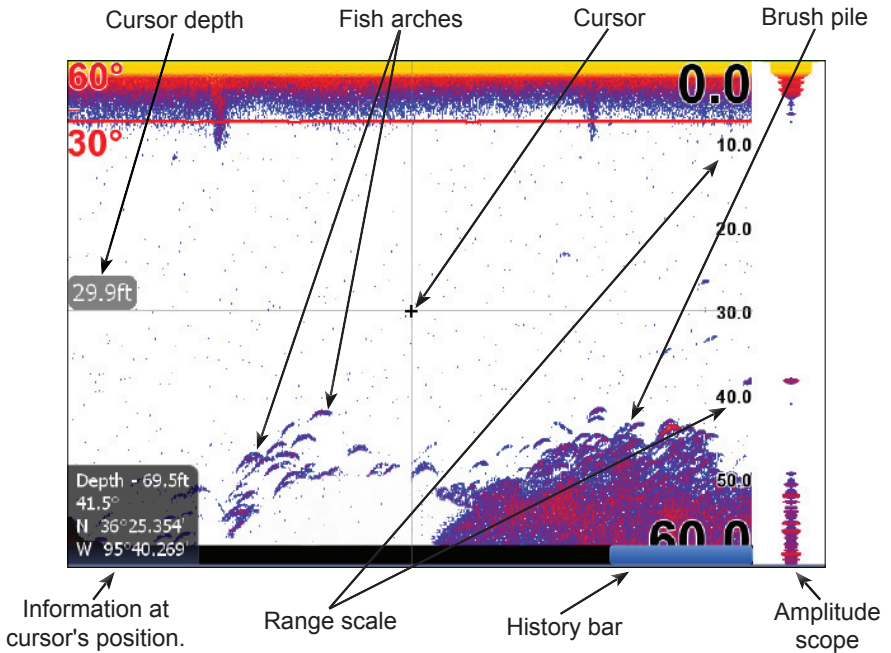 Cursor depth
Fish arches
Cursor
Brush pile
60°
30°
0.0
10.0
20.0
29.9ft
30.0
40.0
50.0
60.0
Depth - 69.5ft
41.5°
N 36°25.354'
W 95°40.269'
Information at
cursor's position.
Range scale
History bar
Amplitude
scope